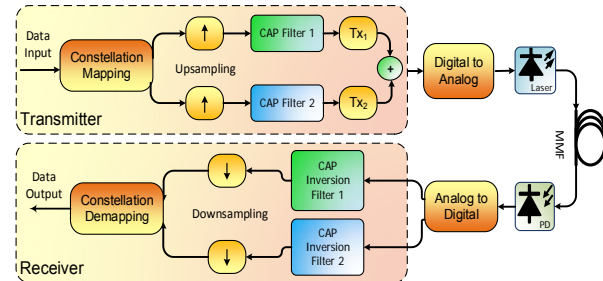 Data
Input
Constellation
Mapping
↑
CAP Filter 1
Tx1
Upsampling
+
↑
CAP Filter 2
Tx2
Transmitter
Digital to
Analog
Laser
MMF
Data
Output
Constellation
Demapping
↓
CAP
Inversion
Filter 1
Downsampling
↓
CAP
Inversion
Filter 2
Receiver
Analog to
Digital
PD